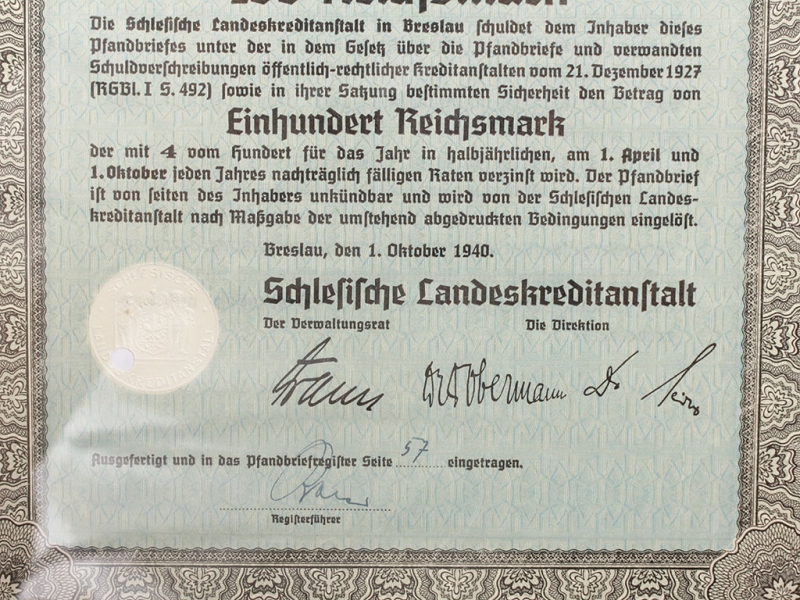 100 Reichsmark
Die Schlesische Landeskreditanstalt in Breslau schuldet dem Inhaber dieses
Pfandbriefes unter der in dem Gesetz über die Pfandbriefe und verwandten
Schuldverschreibungen öffentlich-rechtlicher Kreditanstalten vom 21. Dezember 1927
(RGBl. I S. 492) sowie in ihrer Satzung bestimmten Sicherheit den Betrag von
Einhundert Reichsmark
der mit 4 vom Hundert für das Jahr in halbjährlichen, am 1. April und
1. Oktober jeden Jahres nachträglich fälligen Raten verzinst wird. Der Pfandbrief
ist von seiten des Inhabers unkündbar und wird von der Schlesischen Landes-
kreditanstalt nach Maßgabe der umstehend abgedruckten Bedingungen eingelöst.
Breslau, den 1. Oktober 1940.
Schlesische Landeskreditanstalt
Der Verwaltungsrat Die Direktion
Obermann Dr
Ausgefertigt und in das Pfandbriefregister Seite 57 eingetragen.
Registerführer